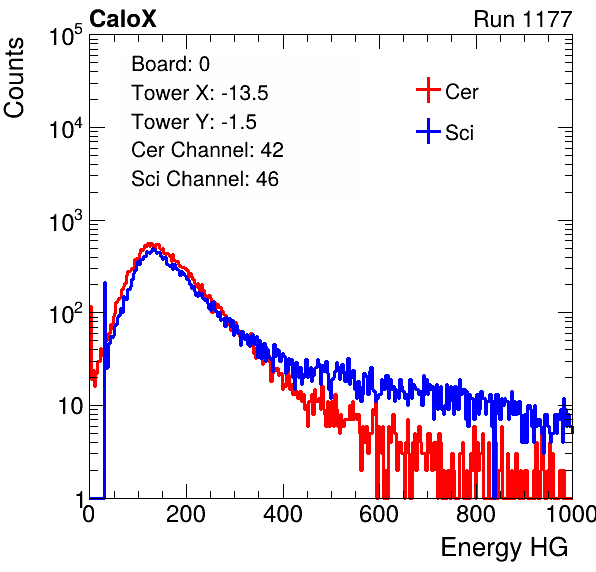 CaloX Run 1177
Counts
10^5
10^4
10^3
10^2
10
1
Board: 0
Tower X: -13.5
Tower Y: -1.5
Cer Channel: 42
Sci Channel: 46
Cer
Sci
0 200 400 600 800 1000
Energy HG